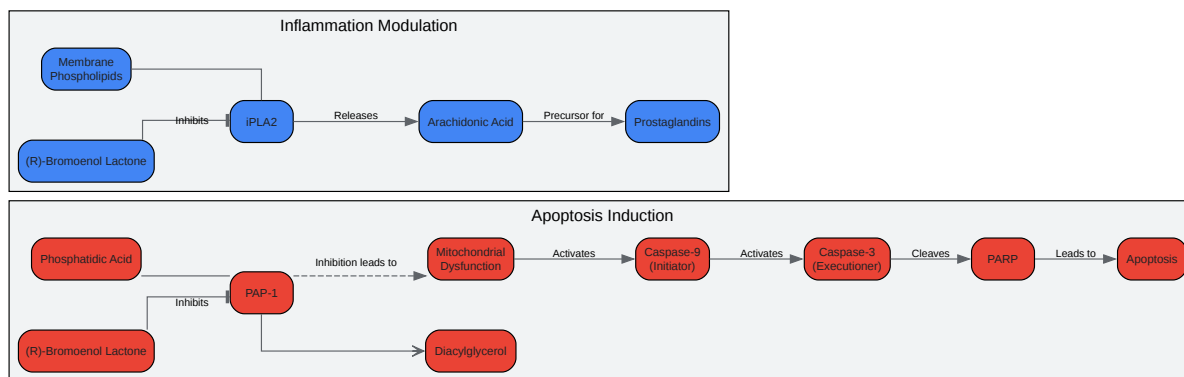 Inflammation Modulation
Membrane
Phospholipids
Inhibits
iPLA2
Releases
Arachidonic Acid
Precursor for
Prostaglandins
(R)-Bromoenol Lactone
Apoptosis Induction
Phosphatidic Acid
Inhibition leads to
Mitochondrial
Dysfunction
Activates
Caspase-9
(Initiator)
Activates
Caspase-3
(Executioner)
Cleaves
PARP
Leads to
Apoptosis
Inhibits
PAP-1
(R)-Bromoenol Lactone
Diacylglycerol